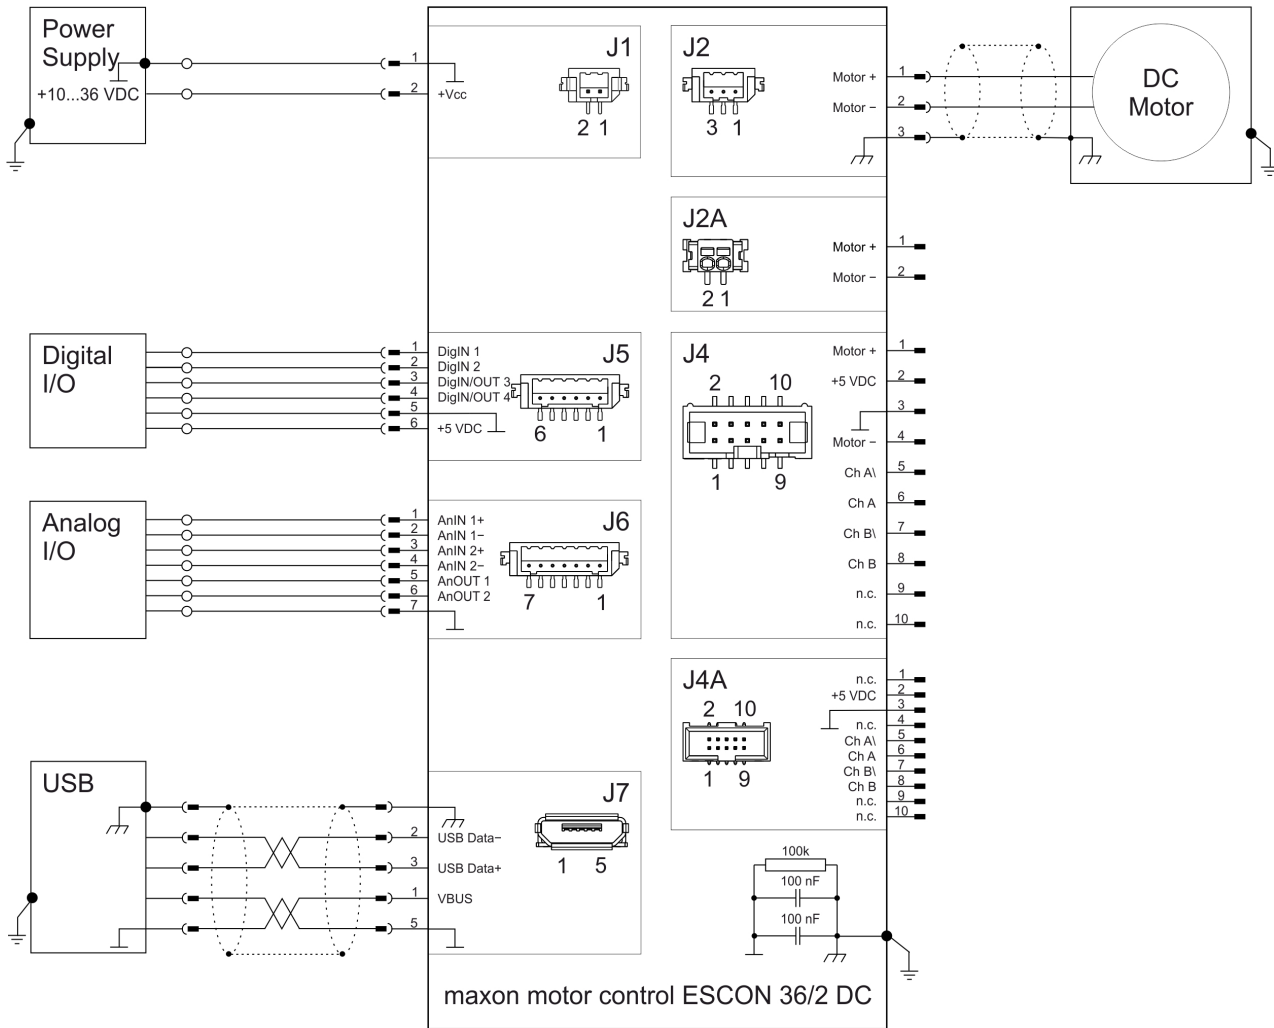 Power
Supply
+10...36 VDC
1
2
+Vcc
J1
2 1
J2
3 1
Motor +
1
Motor −
2
3
DC
Motor
J2A
2 1
Motor +
1
Motor −
2
Digital
I/O
1
DigIN 1
2
DigIN 2
3
DigIN/OUT 3
4
DigIN/OUT 4
5
6
+5 VDC
J5
6 1
J4
2 10
1 9
Motor +
1
+5 VDC
2
3
Motor −
4
Ch A\
5
Ch A
6
Ch B\
7
Ch B
8
n.c.
9
n.c.
10
Analog
I/O
1
AnIN 1+
2
AnIN 1−
3
AnIN 2+
4
AnIN 2−
5
AnOUT 1
6
AnOUT 2
7
J6
7 1
J4A
2 10
1 9
n.c.
1
+5 VDC
2
3
n.c.
4
Ch A\
5
Ch A
6
Ch B\
7
Ch B
8
n.c.
9
n.c.
10
USB
2
USB Data−
3
USB Data+
1
VBUS
5
J7
1 5
100k
100 nF
100 nF
maxon motor control ESCON 36/2 DC